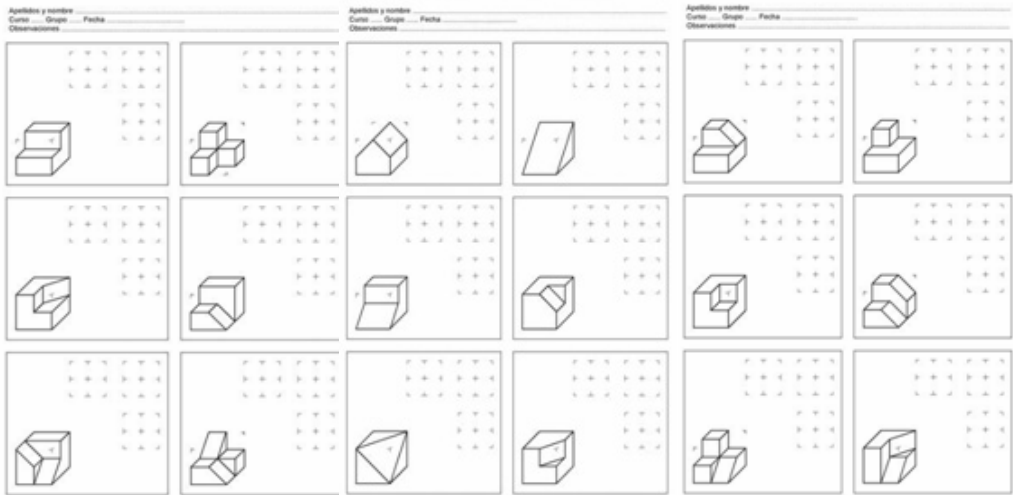 Apellidos y nombre
Curso ...... Grupo ...... Fecha
Observaciones
Apellidos y nombre
Curso ...... Grupo ...... Fecha
Observaciones
Apellidos y nombre
Curso ...... Grupo ...... Fecha
Observaciones